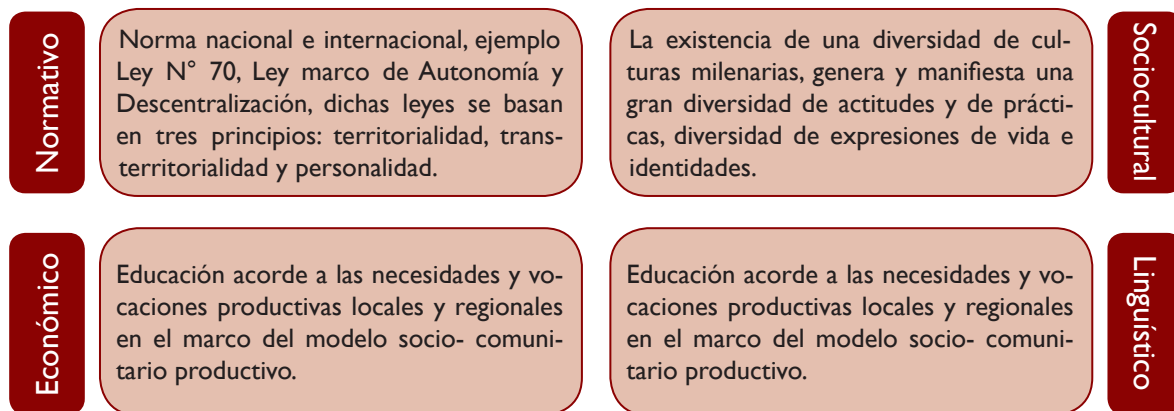 Normativo
Norma nacional e internacional, ejemplo
Ley N° 70, Ley marco de Autonomía y
Descentralización, dichas leyes se basan
en tres principios: territorialidad, trans-
territorialidad y personalidad.
La existencia de una diversidad de cul-
turas milenarias, genera y manifiesta una
gran diversidad de actitudes y de prácti-
cas, diversidad de expresiones de vida e
identidades.
Sociocultural
Económico
Educación acorde a las necesidades y vo-
caciones productivas locales y regionales
en el marco del modelo socio- comuni-
tario productivo.
Educación acorde a las necesidades y vo-
caciones productivas locales y regionales
en el marco del modelo socio- comuni-
tario productivo.
Linguístico